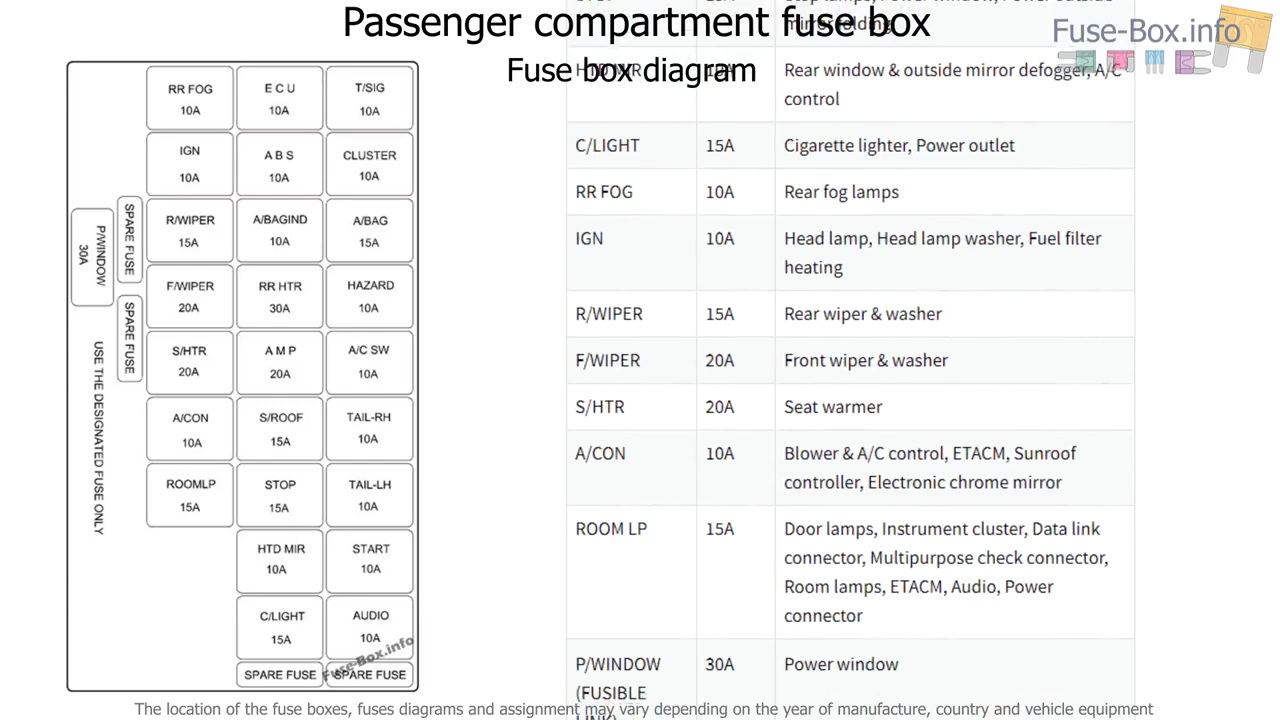 Passenger compartment fuse box
Fuse box diagram
Fuse-Box.info
RR FOG
10A
E C U
10A
T/SIG
10A
IGN
10A
A B S
10A
CLUSTER
10A
R/WIPER
15A
A/BAGIND
10A
A/BAG
15A
F/WIPER
20A
RR HTR
30A
HAZARD
10A
S/HTR
20A
A M P
20A
A/C SW
10A
A/CON
10A
S/ROOF
15A
TAIL-RH
10A
ROOMLP
15A
STOP
15A
TAIL-LH
10A
HTD MIR
10A
START
10A
C/LIGHT
15A
AUDIO
10A
SPARE FUSE
SPARE FUSE
P/WINDOW
30A
SPARE FUSE
SPARE FUSE
USE THE DESIGNATED FUSE ONLY
Fuse-Box.info
mirror folding
HTD MIR 10A Rear window & outside mirror defogger, A/C
control
C/LIGHT 15A Cigarette lighter, Power outlet
RR FOG 10A Rear fog lamps
IGN 10A Head lamp, Head lamp washer, Fuel filter
heating
R/WIPER 15A Rear wiper & washer
F/WIPER 20A Front wiper & washer
S/HTR 20A Seat warmer
A/CON 10A Blower & A/C control, ETACM, Sunroof
controller, Electronic chrome mirror
ROOM LP 15A Door lamps, Instrument cluster, Data link
connector, Multipurpose check connector,
Room lamps, ETACM, Audio, Power
connector
P/WINDOW 30A Power window
(FUSIBLE
The location of the fuse boxes, fuses diagrams and assignment may vary depending on the year of manufacture, country and vehicle equipment